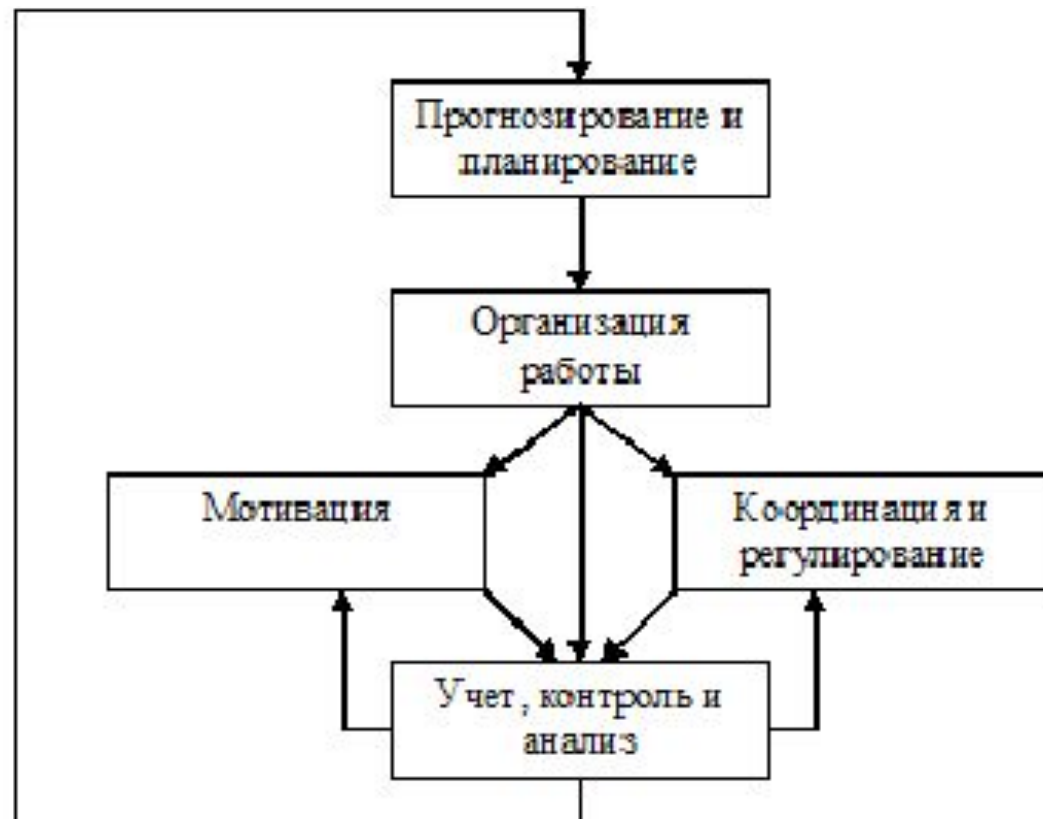 Прогнозирование и
планирование
Организация
работы
Мотивация
Координация и
регулирование
Учет, контроль и
анализ